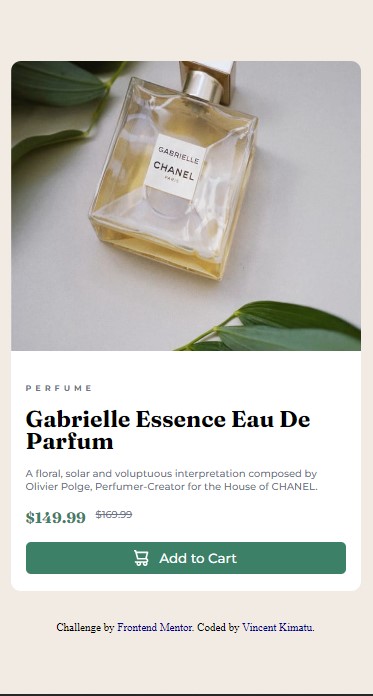 GABRIELLE
CHANEL
PARIS
PERFUME
Gabrielle Essence Eau De
Parfum
A floral, solar and voluptuous interpretation composed by
Olivier Polge, Perfumer-Creator for the House of CHANEL.
$149.99 $169.99
Add to Cart
Challenge by Frontend Mentor. Coded by Vincent Kimatu.